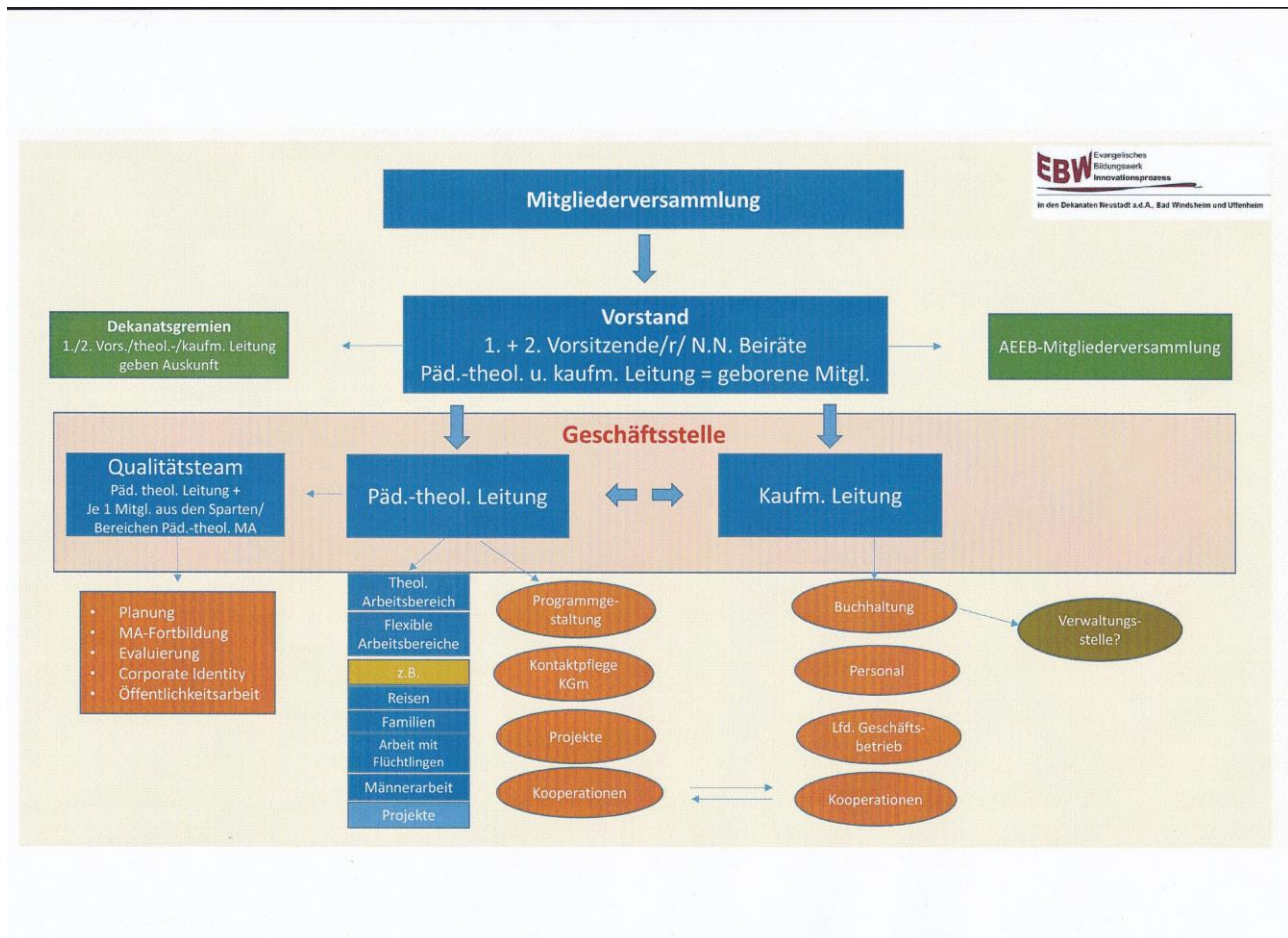 EBW
Evangelisches
Bildungswerk
Innovationsprozess
in den Dekanaten Neustadt a.d.A., Bad Windsheim und Uffenheim
Mitgliederversammlung
Vorstand
1. + 2. Vorsitzende/r/ N.N. Beiräte
Päd.-theol. u. kaufm. Leitung = geborene Mitgl.
Dekanatsgremien
1./2. Vors./theol.-/kaufm. Leitung
geben Auskunft
AEEB-Mitgliederversammlung
Geschäftsstelle
Qualitätsteam
Päd. theol. Leitung +
Je 1 Mitgl. aus den Sparten/
Bereichen Päd.-theol. MA
Päd.-theol. Leitung
Kaufm. Leitung
• Planung
• MA-Fortbildung
• Evaluierung
• Corporate Identity
• Öffentlichkeitsarbeit
Theol.
Arbeitsbereich
Flexible
Arbeitsbereiche
z.B.
Reisen
Familien
Arbeit mit
Flüchtlingen
Männerarbeit
Projekte
Programmge-
staltung
Kontaktpflege
KGm
Projekte
Kooperationen
Buchhaltung
Personal
Lfd. Geschäfts-
betrieb
Kooperationen
Verwaltungs-
stelle?